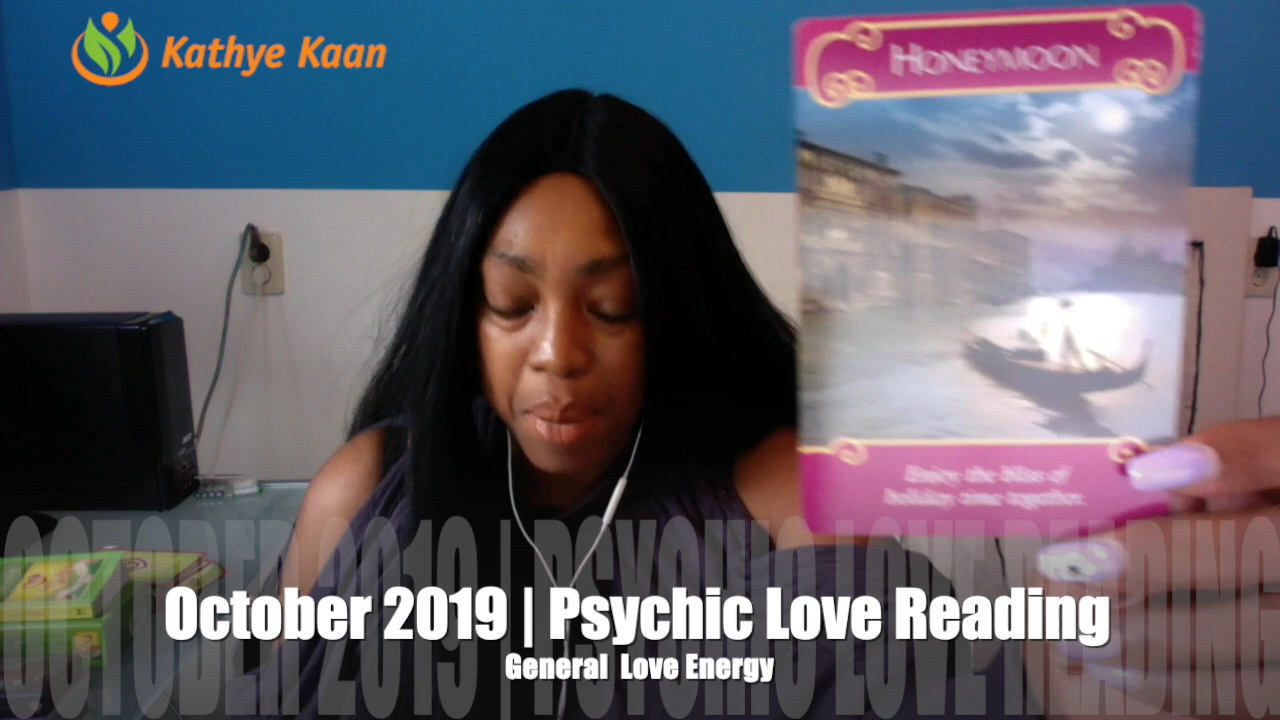 Kathye Kaan
HONEYMOON
Enjoy the bliss of
holiday time together.
OCTOBER 2019 | PSYCHIC LOVE READING
October 2019 | Psychic Love Reading
General Love Energy